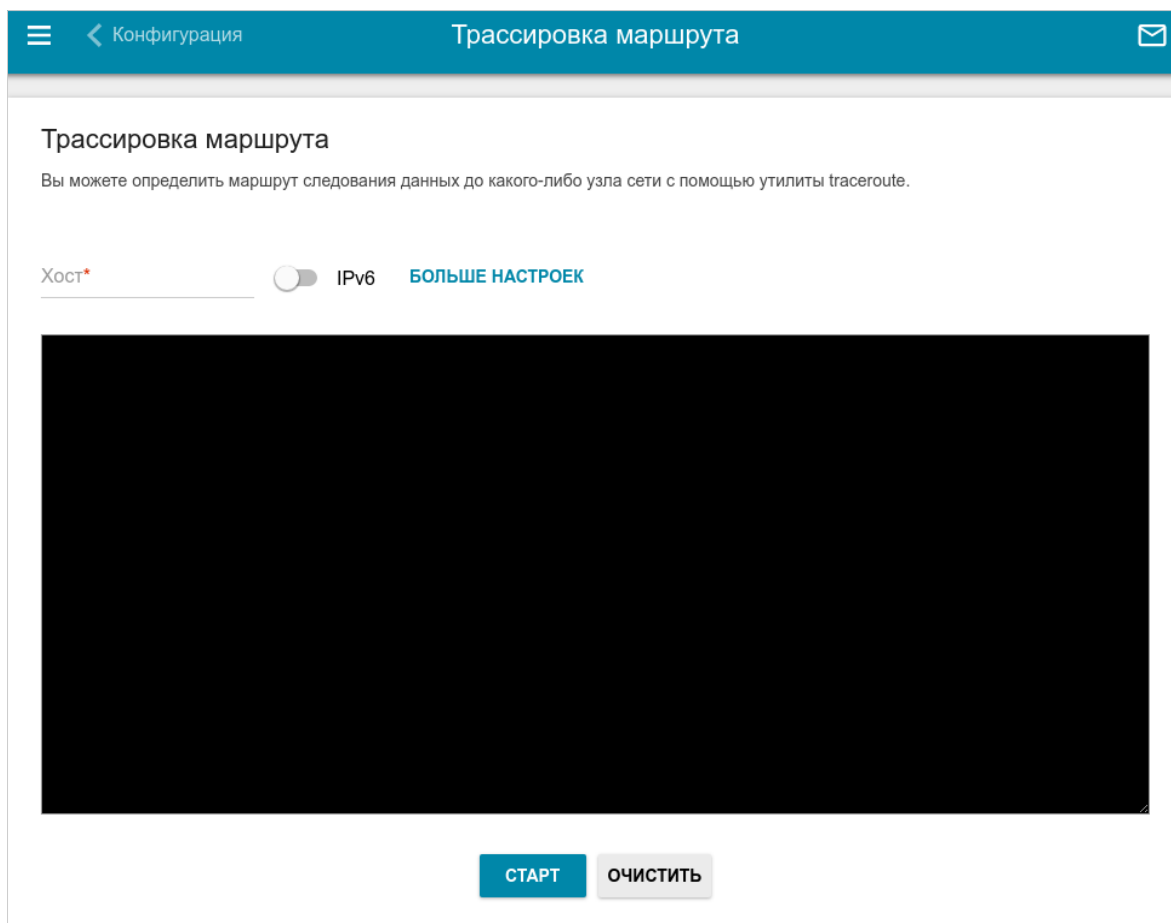 Конфигурация
Трассировка маршрута
Трассировка маршрута
Вы можете определить маршрут следования данных до какого-либо узла сети с помощью утилиты traceroute.
Хост*
IPv6
БОЛЬШЕ НАСТРОЕК
СТАРТ
ОЧИСТИТЬ